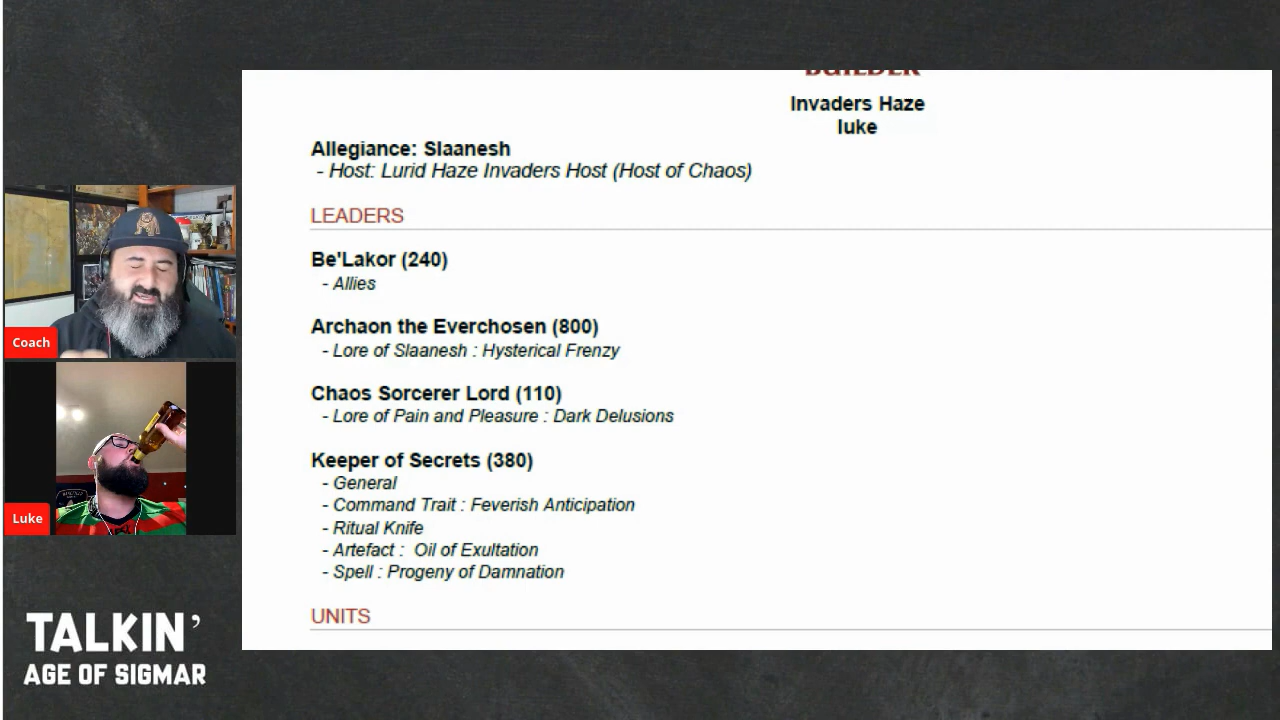 BUILDER
Invaders Haze
luke
Allegiance: Slaanesh
- Host: Lurid Haze Invaders Host (Host of Chaos)
LEADERS
Be'Lakor (240)
- Allies
Archaon the Everchosen (800)
- Lore of Slaanesh : Hysterical Frenzy
Chaos Sorcerer Lord (110)
- Lore of Pain and Pleasure : Dark Delusions
Keeper of Secrets (380)
- General
- Command Trait : Feverish Anticipation
- Ritual Knife
- Artefact : Oil of Exultation
- Spell : Progeny of Damnation
UNITS
Coach
Luke
TALKIN'
AGE OF SIGMAR